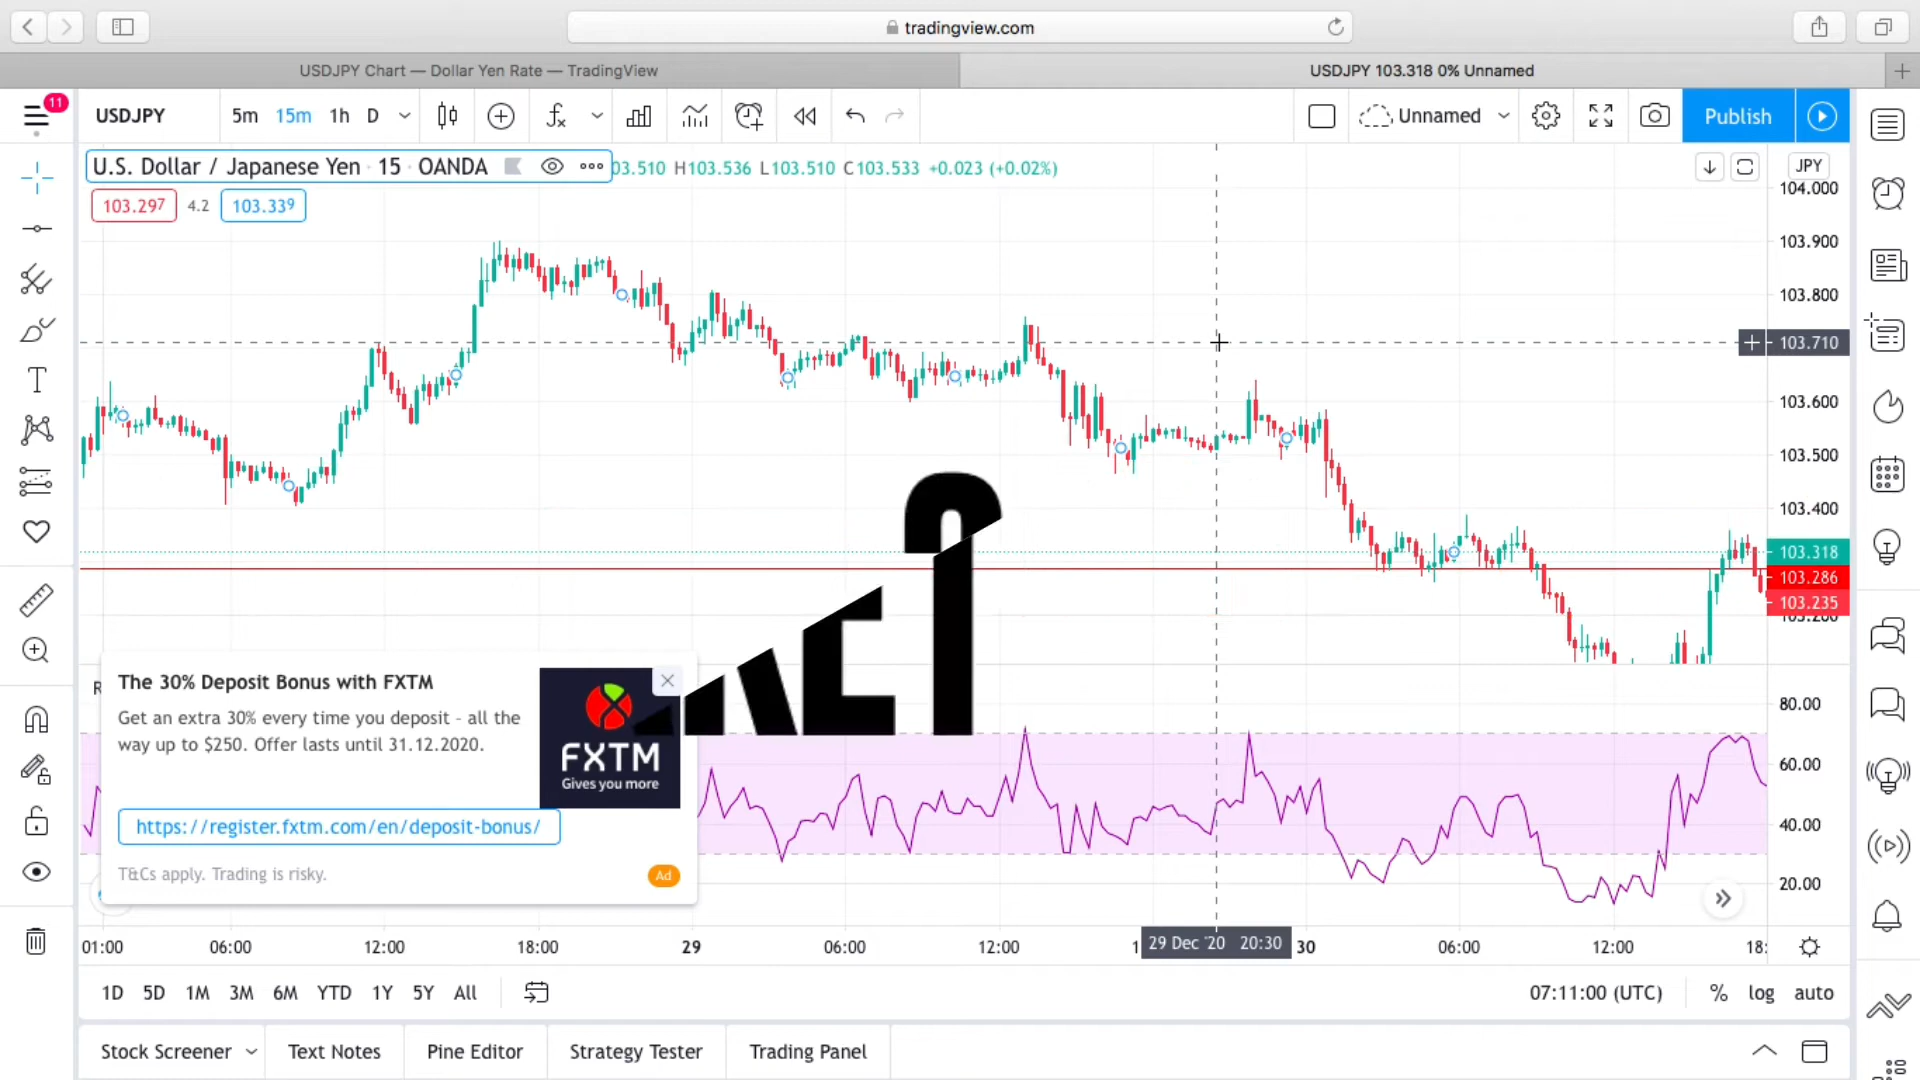 tradingview.com
USDJPY Chart — Dollar Yen Rate — TradingView
USDJPY 103.318 0% Unnamed
11
USDJPY 5m 15m 1h D Unnamed Publish
U.S. Dollar / Japanese Yen · 15 · OANDA 03.510 H103.536 L103.510 C103.533 +0.023 (+0.02%)
JPY
103.297 4.2 103.339
104.000
103.900
103.800
103.710
103.600
103.500
103.400
103.318
103.286
103.235
80.00
60.00
40.00
20.00
The 30% Deposit Bonus with FXTM
Get an extra 30% every time you deposit - all the
way up to $250. Offer lasts until 31.12.2020.
FXTM
Gives you more
https://register.fxtm.com/en/deposit-bonus/
T&Cs apply. Trading is risky.
Ad
01:00 06:00 12:00 18:00 29 06:00 12:00 1 29 Dec '20 20:30 30 06:00 12:00 18:
1D 5D 1M 3M 6M YTD 1Y 5Y All 07:11:00 (UTC) % log auto
Stock Screener Text Notes Pine Editor Strategy Tester Trading Panel